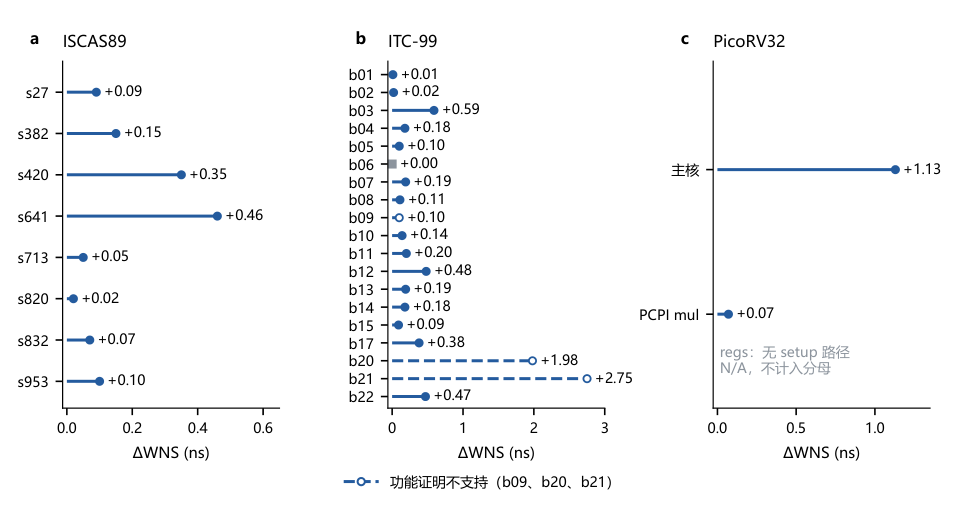 a ISCAS89
s27 +0.09
s382 +0.15
s420 +0.35
s641 +0.46
s713 +0.05
s820 +0.02
s832 +0.07
s953 +0.10
0.0 0.2 0.4 0.6
ΔWNS (ns)
b ITC-99
b01 +0.01
b02 +0.02
b03 +0.59
b04 +0.18
b05 +0.10
b06 +0.00
b07 +0.19
b08 +0.11
b09 +0.10
b10 +0.14
b11 +0.20
b12 +0.48
b13 +0.19
b14 +0.18
b15 +0.09
b17 +0.38
b20 +1.98
b21 +2.75
b22 +0.47
0 1 2 3
ΔWNS (ns)
c PicoRV32
主核 +1.13
PCPI mul +0.07
regs：无 setup 路径
N/A，不计入分母
0.0 0.5 1.0
ΔWNS (ns)
功能证明不支持（b09、b20、b21）